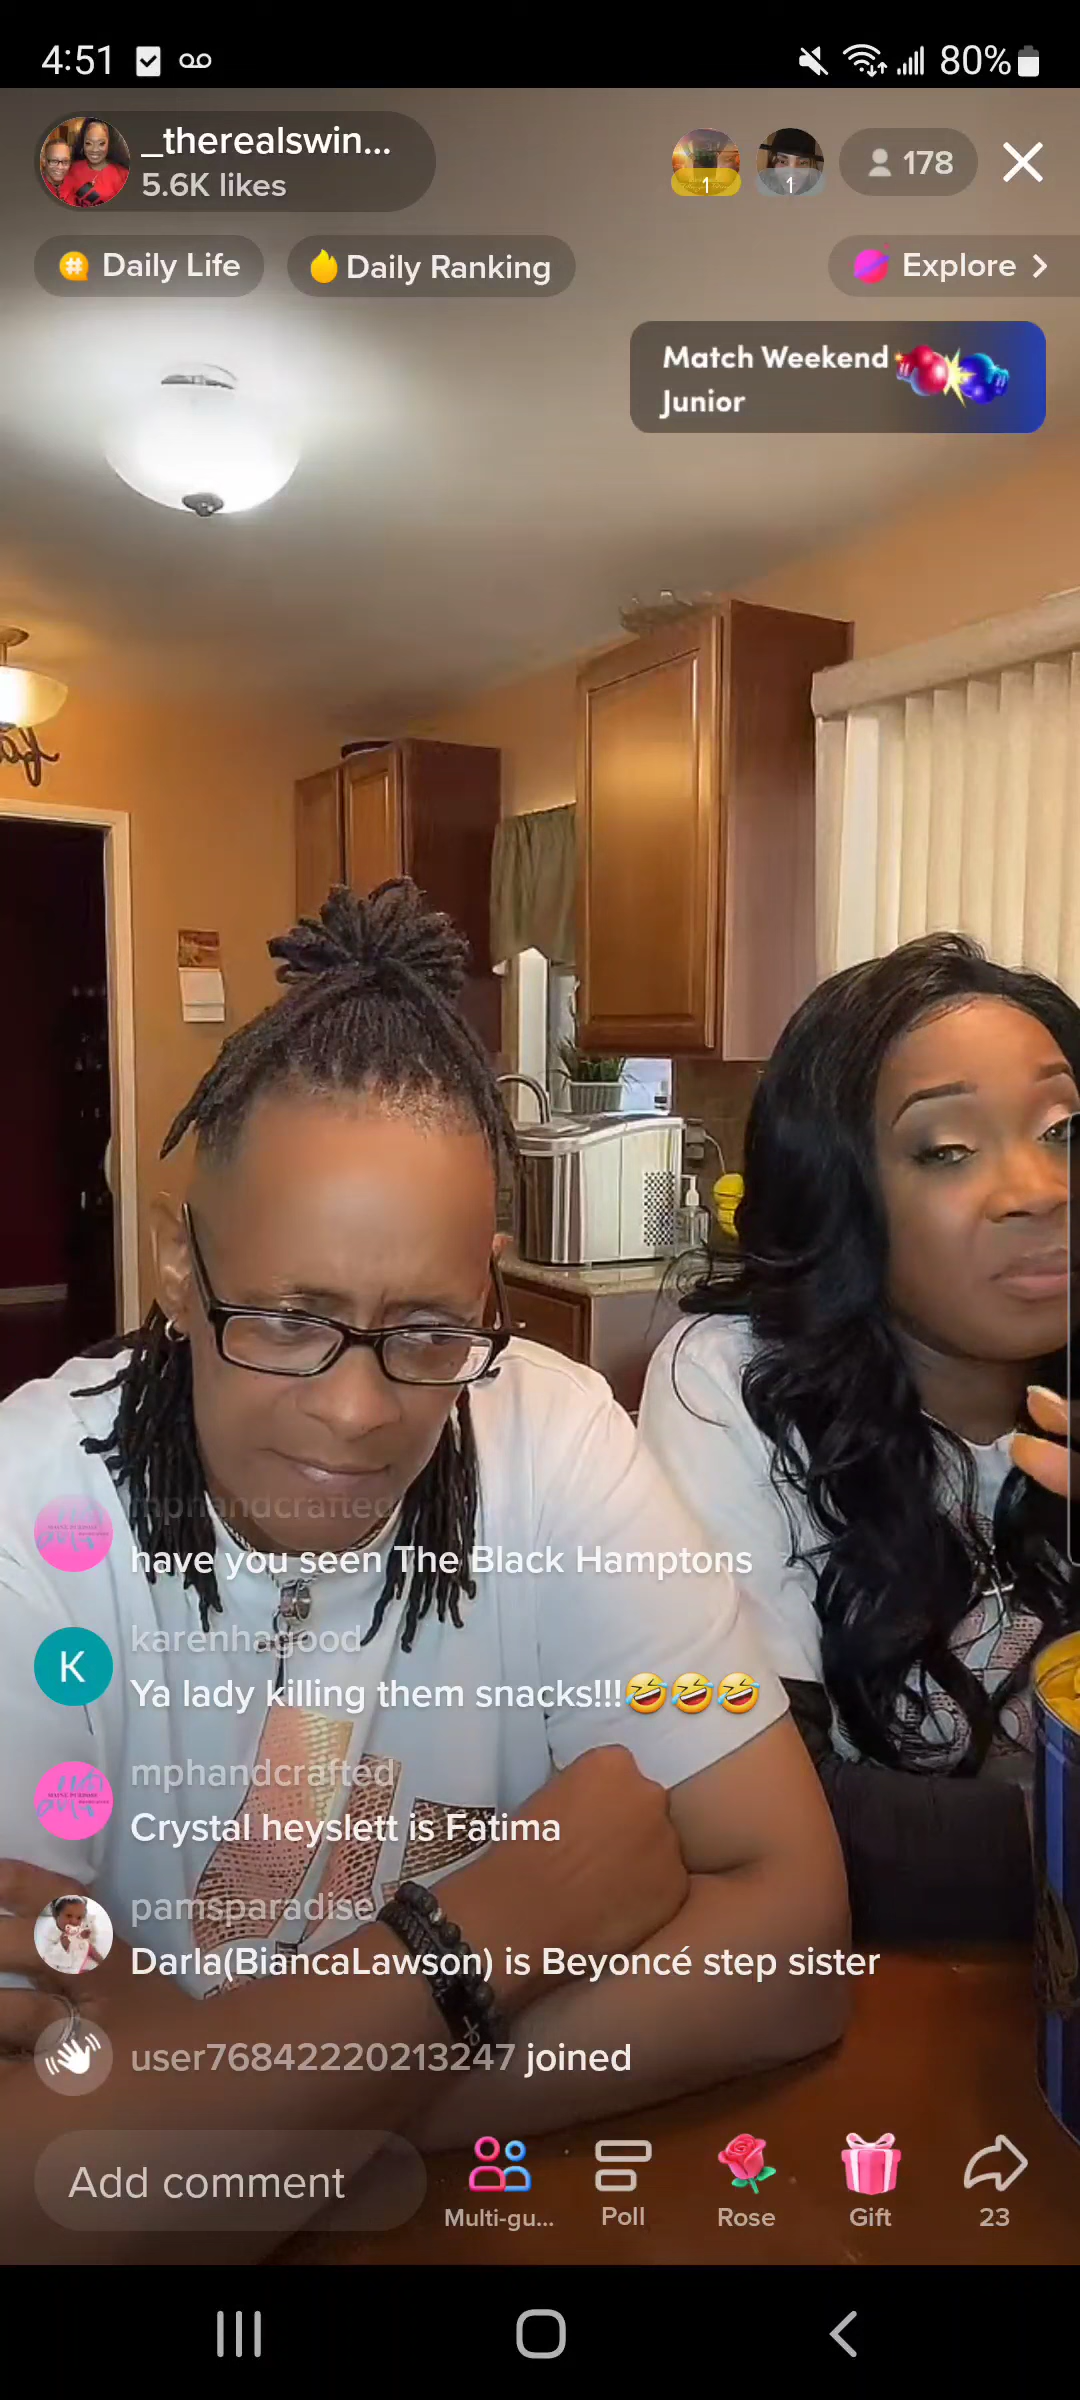 4:51
80%
_therealswin...
5.6K likes
1
1
178
Daily Life
Daily Ranking
Explore >
Match Weekend
Junior
mphandcrafted
have you seen The Black Hamptons
karenhagood
K
Ya lady killing them snacks!!!🤣🤣🤣
mphandcrafted
Crystal heyslett is Fatima
pamsparadise
Darla(BiancaLawson) is Beyoncé step sister
user76842220213247 joined
Add comment
Multi-gu...
Poll
Rose
Gift
23